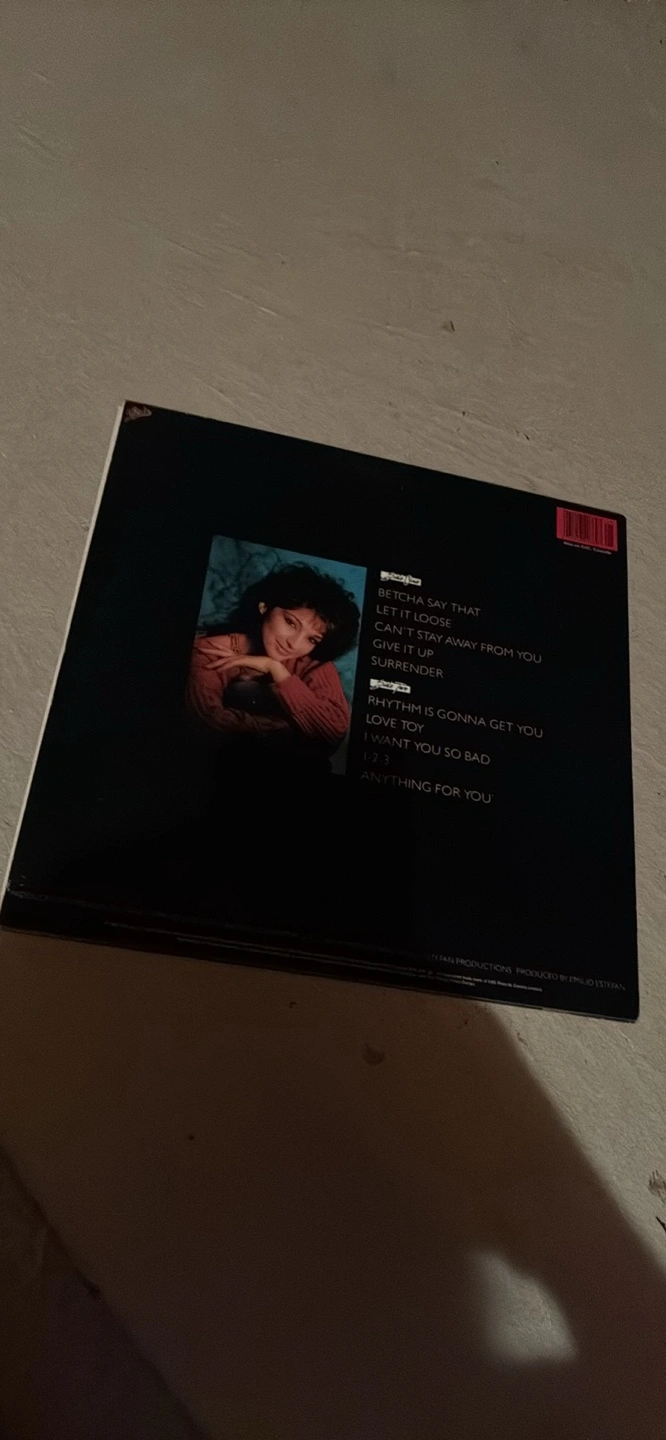 BETCHA SAY THAT
LET IT LOOSE
CAN'T STAY AWAY FROM YOU
GIVE IT UP
SURRENDER
RHYTHM IS GONNA GET YOU
LOVE TOY
I WANT YOU SO BAD
1-2-3
ANYTHING FOR YOU
PRODUCTIONS PRODUCED BY EMILIO ESTEFAN